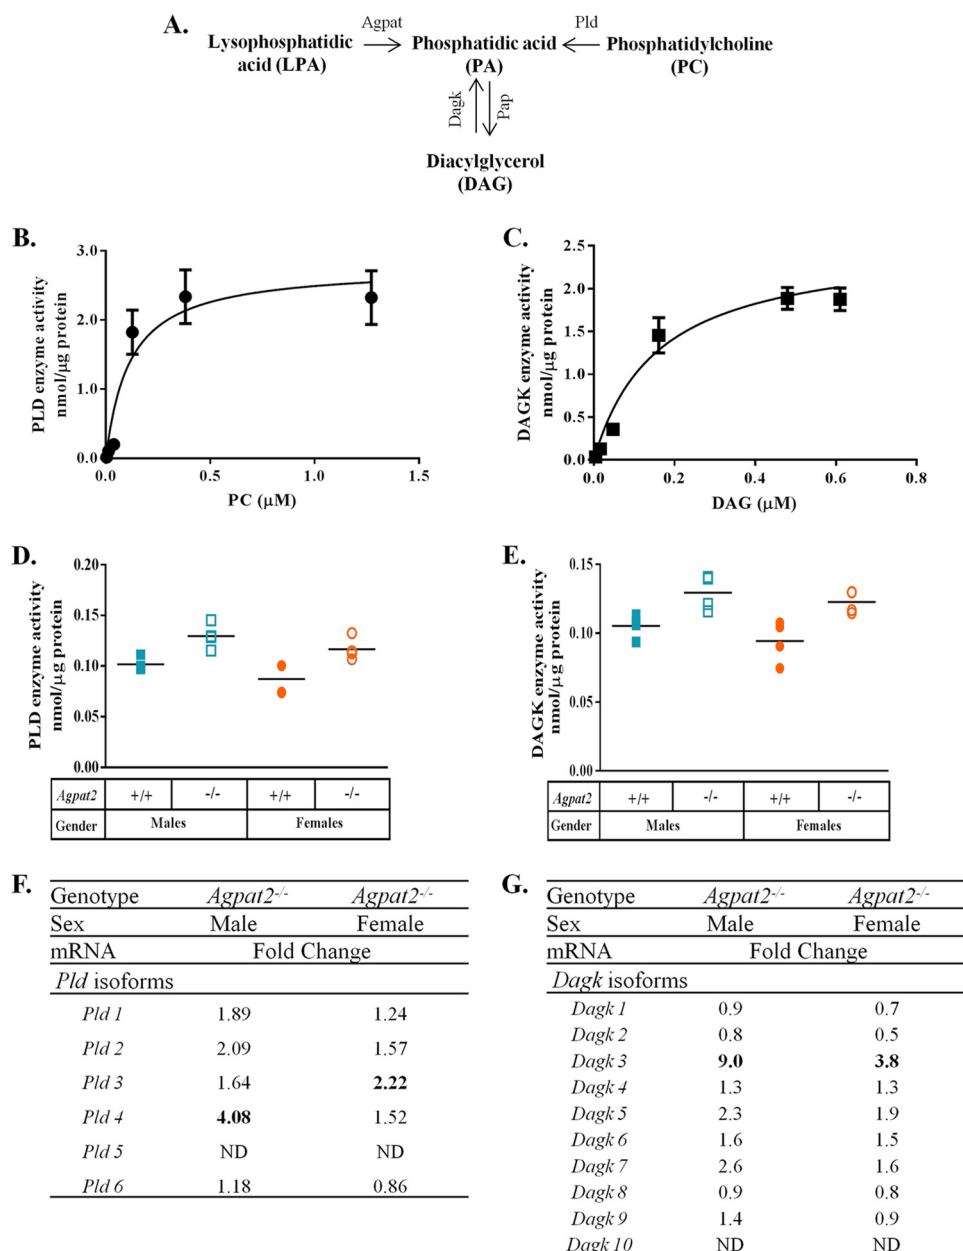 A.
Agpat
Pld
Lysophosphatidic
acid (LPA)
Phosphatidic acid
(PA)
Phosphatidylcholine
(PC)
Dagk
Pap
Diacylglycerol
(DAG)
B.
PLD enzyme activity
nmol/μg protein
3.0
2.0
1.0
0.0
0.0
0.5
1.0
1.5
PC (μM)
C.
DAGK enzyme activity
nmol/μg protein
2.5
2.0
1.5
1.0
0.5
0.0
0.0
0.2
0.4
0.6
0.8
DAG (μM)
D.
PLD enzyme activity
nmol/μg protein
0.20
0.15
0.10
0.05
0.00
Agpat2 +/+ -/- +/+ -/-
Gender Males Females
E.
DAGK enzyme activity
nmol/μg protein
0.15
0.10
0.05
0.00
Agpat2 +/+ -/- +/+ -/-
Gender Males Females
F.
Genotype Agpat2-/- Agpat2-/-
Sex Male Female
mRNA Fold Change
Pld isoforms
Pld 1 1.89 1.24
Pld 2 2.09 1.57
Pld 3 1.64 2.22
Pld 4 4.08 1.52
Pld 5 ND ND
Pld 6 1.18 0.86
G.
Genotype Agpat2-/- Agpat2-/-
Sex Male Female
mRNA Fold Change
Dagk isoforms
Dagk 1 0.9 0.7
Dagk 2 0.8 0.5
Dagk 3 9.0 3.8
Dagk 4 1.3 1.3
Dagk 5 2.3 1.9
Dagk 6 1.6 1.5
Dagk 7 2.6 1.6
Dagk 8 0.9 0.8
Dagk 9 1.4 0.9
Dagk 10 ND ND